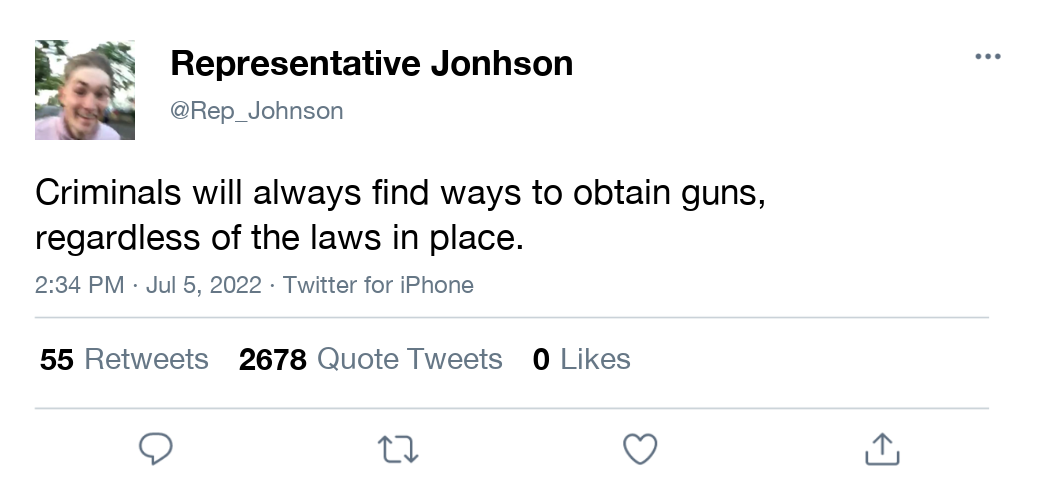 Representative Jonhson
@Rep_Johnson
Criminals will always find ways to obtain guns,
regardless of the laws in place.
2:34 PM · Jul 5, 2022 · Twitter for iPhone
55 Retweets 2678 Quote Tweets 0 Likes